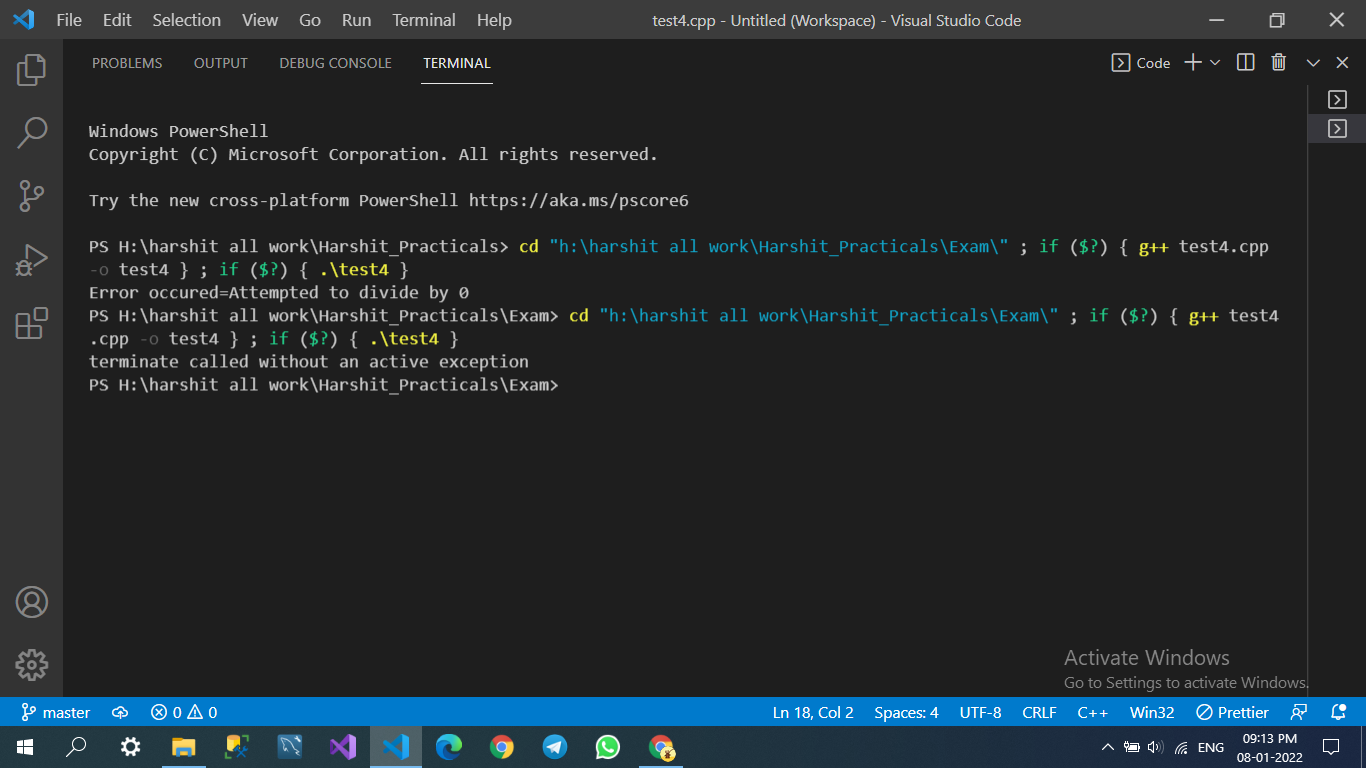 File Edit Selection View Go Run Terminal Help test4.cpp - Untitled (Workspace) - Visual Studio Code
PROBLEMS OUTPUT DEBUG CONSOLE TERMINAL Code
Windows PowerShell
Copyright (C) Microsoft Corporation. All rights reserved.
Try the new cross-platform PowerShell https://aka.ms/pscore6
PS H:\harshit all work\Harshit_Practicals> cd "h:\harshit all work\Harshit_Practicals\Exam\" ; if ($?) { g++ test4.cpp
-o test4 } ; if ($?) { .\test4 }
Error occured=Attempted to divide by 0
PS H:\harshit all work\Harshit_Practicals\Exam> cd "h:\harshit all work\Harshit_Practicals\Exam\" ; if ($?) { g++ test4
.cpp -o test4 } ; if ($?) { .\test4 }
terminate called without an active exception
PS H:\harshit all work\Harshit_Practicals\Exam>
Activate Windows
Go to Settings to activate Windows.
master 0 0 Ln 18, Col 2 Spaces: 4 UTF-8 CRLF C++ Win32 Prettier
ENG 09:13 PM
08-01-2022